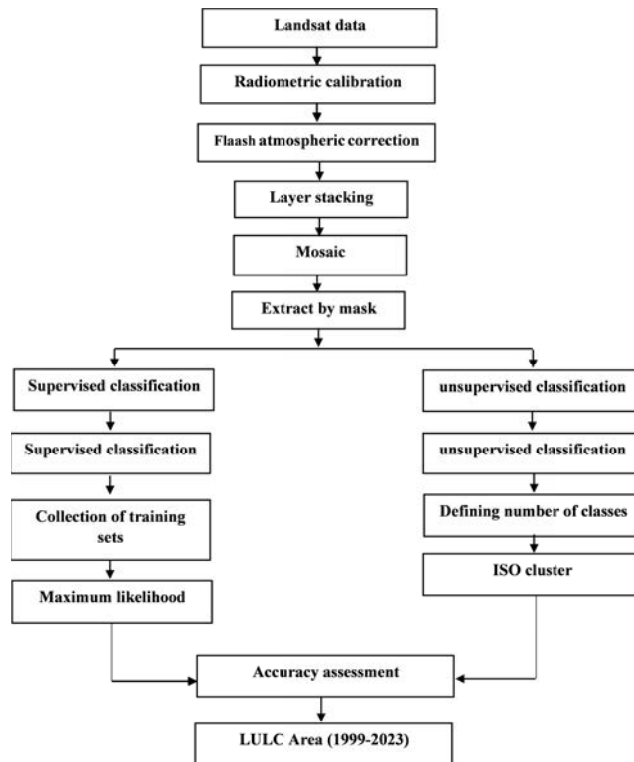 Landsat data
Radiometric calibration
Flaash atmospheric correction
Layer stacking
Mosaic
Extract by mask
Supervised classification
Supervised classification
Collection of training
sets
Maximum likelihood
unsupervised classification
unsupervised classification
Defining number of classes
ISO cluster
Accuracy assessment
LULC Area (1999-2023)